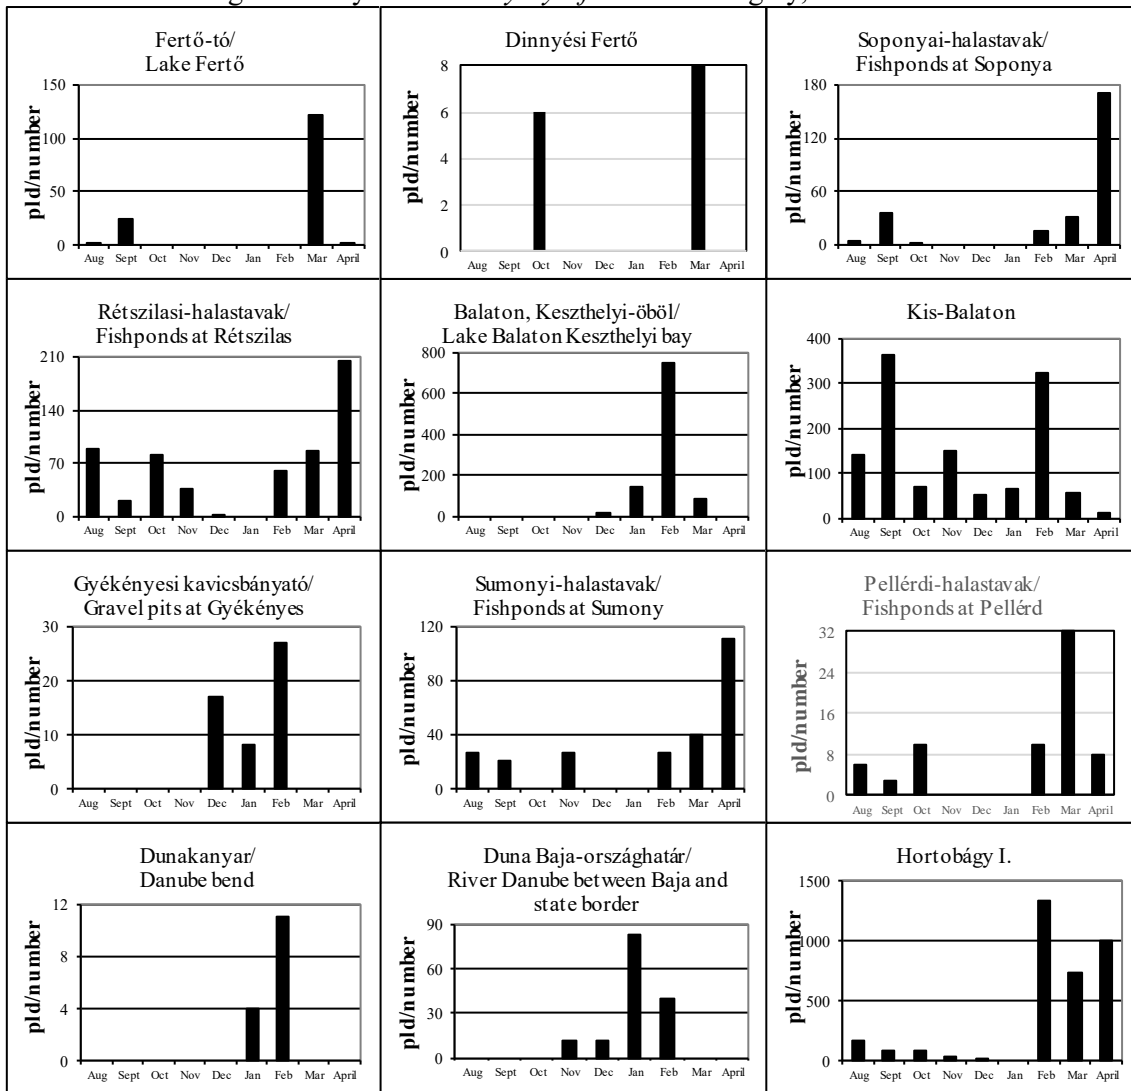 Fertő-tó/
Lake Fertő
pld/number
150
100
50
0
Aug Sept Oct Nov Dec Jan Feb Mar April
Dinnyési Fertő
pld/number
8
6
4
2
0
Aug Sept Oct Nov Dec Jan Feb Mar April
Soponyai-halastavak/
Fishponds at Soponya
pld/number
180
120
60
0
Aug Sept Oct Nov Dec Jan Feb Mar April
Rétszilasi-halastavak/
Fishponds at Rétszilas
pld/number
210
140
70
0
Aug Sept Oct Nov Dec Jan Feb Mar April
Balaton, Keszthelyi-öböl/
Lake Balaton Keszthelyi bay
pld/number
800
600
400
200
0
Aug Sept Oct Nov Dec Jan Feb Mar April
Kis-Balaton
pld/number
400
300
200
100
0
Aug Sept Oct Nov Dec Jan Feb Mar April
Gyékényesi kavicsbányató/
Gravel pits at Gyékényes
pld/number
30
20
10
0
Aug Sept Oct Nov Dec Jan Feb Mar April
Sumonyi-halastavak/
Fishponds at Sumony
pld/number
120
80
40
0
Aug Sept Oct Nov Dec Jan Feb Mar April
Pellérdi-halastavak/
Fishponds at Pellérd
pld/number
32
24
16
8
0
Aug Sept Oct Nov Dec Jan Feb Mar April
Dunakanyar/
Danube bend
pld/number
12
8
4
0
Aug Sept Oct Nov Dec Jan Feb Mar April
Duna Baja-országhatár/
River Danube between Baja and
state border
pld/number
90
60
30
0
Aug Sept Oct Nov Dec Jan Feb Mar April
Hortobágy I.
pld/number
1500
1000
500
0
Aug Sept Oct Nov Dec Jan Feb Mar April